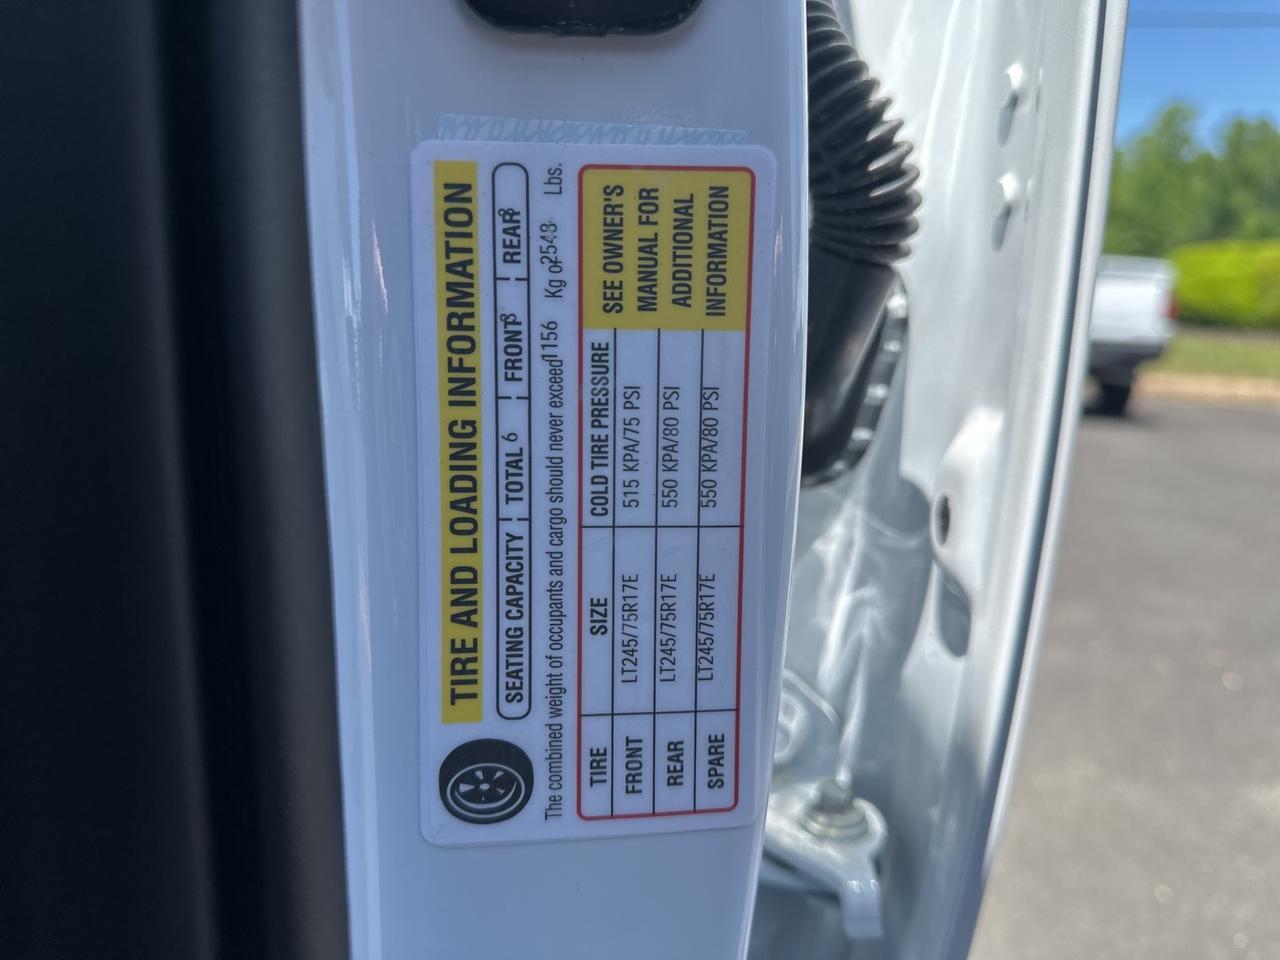 TIRE AND LOADING INFORMATION
SEATING CAPACITY TOTAL 6 FRONT 3 REAR 3
The combined weight of occupants and cargo should never exceed 1156 Kg or 2548 Lbs.
TIRE SIZE COLD TIRE PRESSURE
FRONT LT245/75R17E 515 KPA/75 PSI
REAR LT245/75R17E 550 KPA/80 PSI
SPARE LT245/75R17E 550 KPA/80 PSI
SEE OWNER'S
MANUAL FOR
ADDITIONAL
INFORMATION